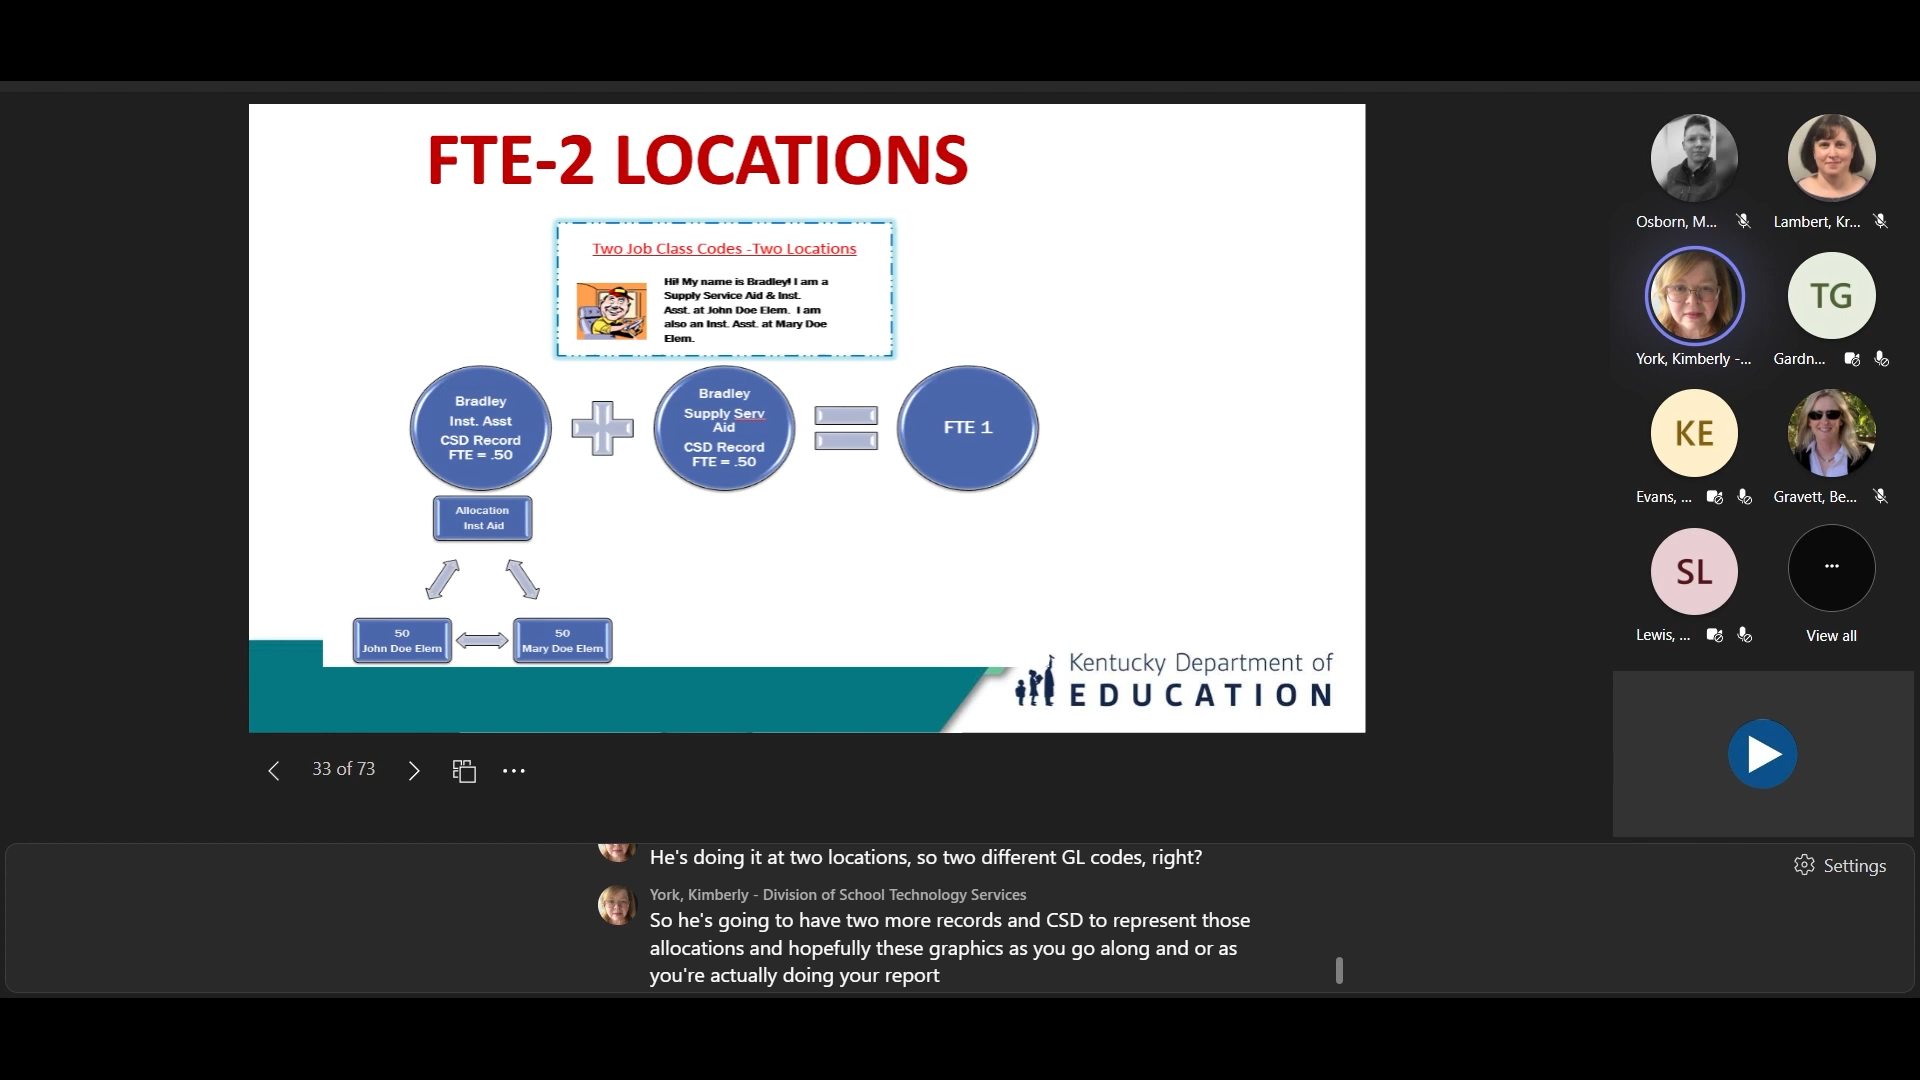 FTE-2 LOCATIONS
Two Job Class Codes -Two Locations
Hi! My name is Bradley! I am a
Supply Service Aid & Inst.
Asst. at John Doe Elem.  I am
also an Inst. Asst. at Mary Doe
Elem.
Bradley
Inst. Asst
CSD Record
FTE = .50
Bradley
Supply Serv
Aid
CSD Record
FTE = .50
FTE 1
Allocation
Inst Aid
50
John Doe Elem
50
Mary Doe Elem
Kentucky Department of
EDUCATION
33 of 73
Osborn, M...
Lambert, Kr...
York, Kimberly -...
TG
Gardn...
KE
Evans, ...
Gravett, Be...
SL
Lewis, ...
View all
He's doing it at two locations, so two different GL codes, right?
Settings
York, Kimberly - Division of School Technology Services
So he's going to have two more records and CSD to represent those
allocations and hopefully these graphics as you go along and or as
you're actually doing your report